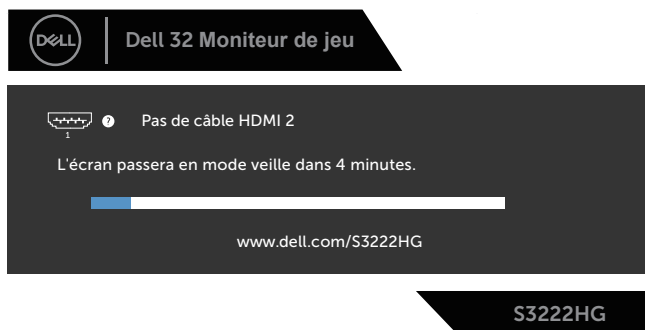 DELL
Dell 32 Moniteur de jeu
? Pas de câble HDMI 2
1
L'écran passera en mode veille dans 4 minutes.
www.dell.com/S3222HG
S3222HG